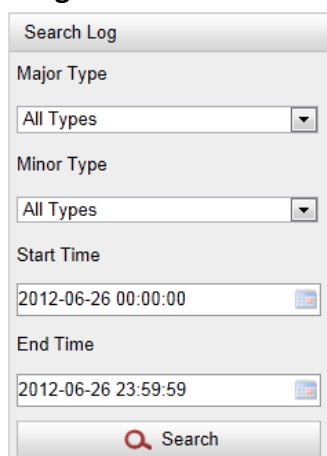 Search Log
Major Type
All Types
Minor Type
All Types
Start Time
2012-06-26 00:00:00
End Time
2012-06-26 23:59:59
Search